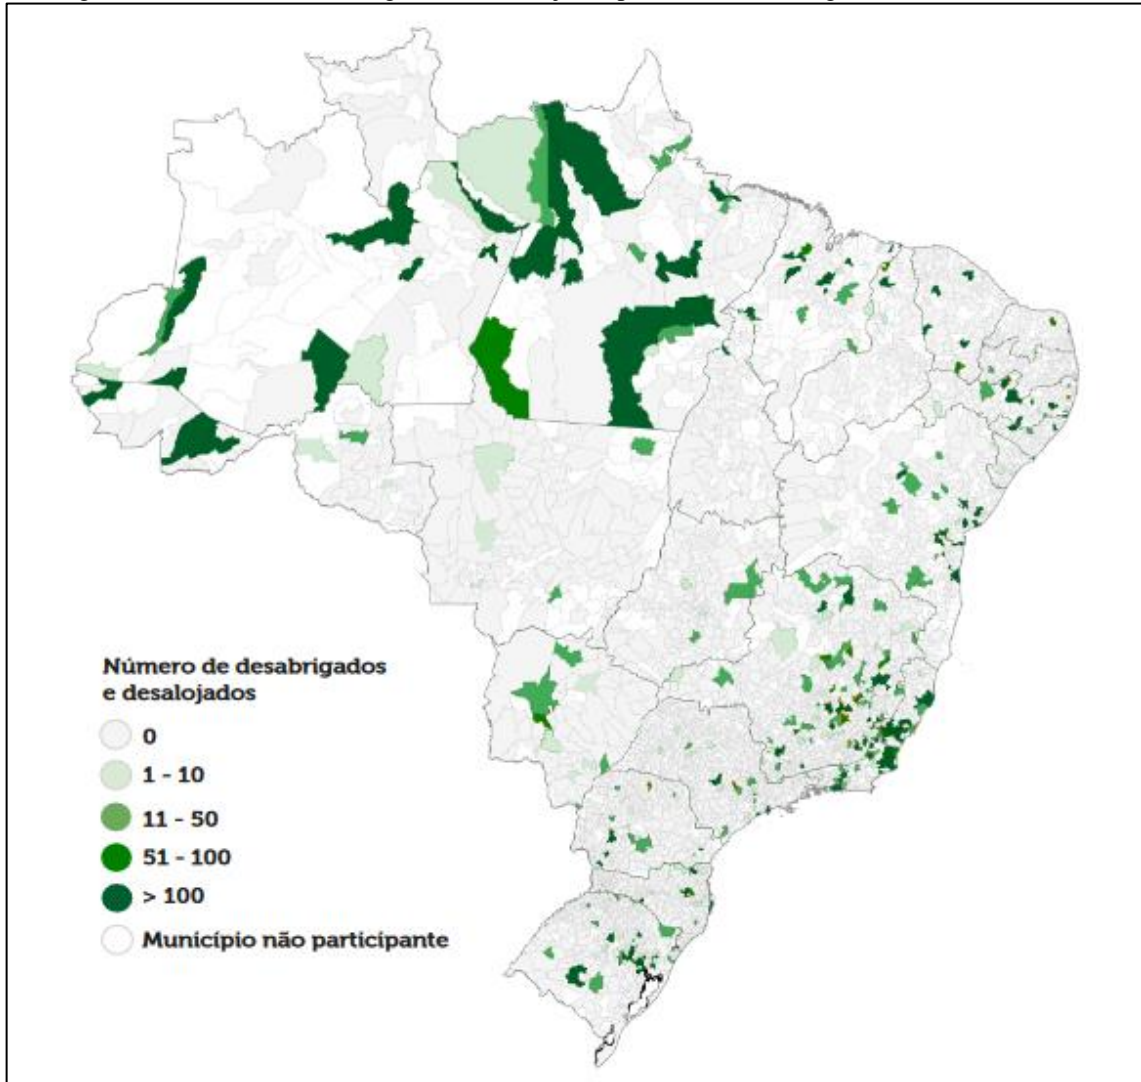 Número de desabrigados
e desalojados
0
1 - 10
11 - 50
51 - 100
> 100
Município não participante